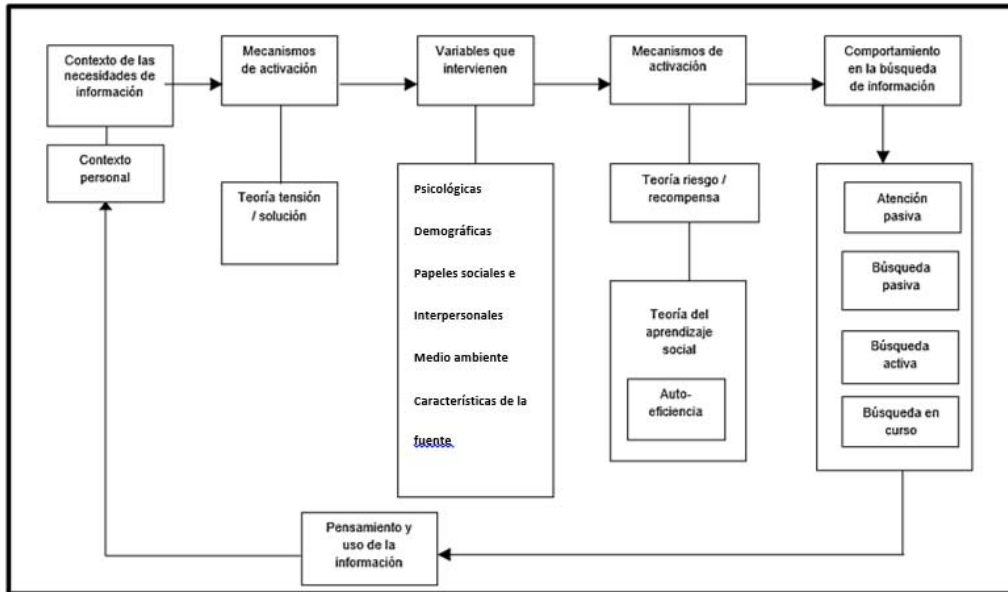 Contexto de las
necesidades de
información
Contexto
personal
Mecanismos
de activación
Teoría tensión
/ solución
Variables que
intervienen
Psicológicas
Demográficas
Papeles sociales e
Interpersonales
Medio ambiente
Características de la
fuente
Mecanismos de
activación
Teoría riesgo /
recompensa
Teoría del
aprendizaje
social
Auto-
eficiencia
Comportamiento
en la búsqueda
de información
Atención
pasiva
Búsqueda
pasiva
Búsqueda
activa
Búsqueda en
curso
Pensamiento y
uso de la
información